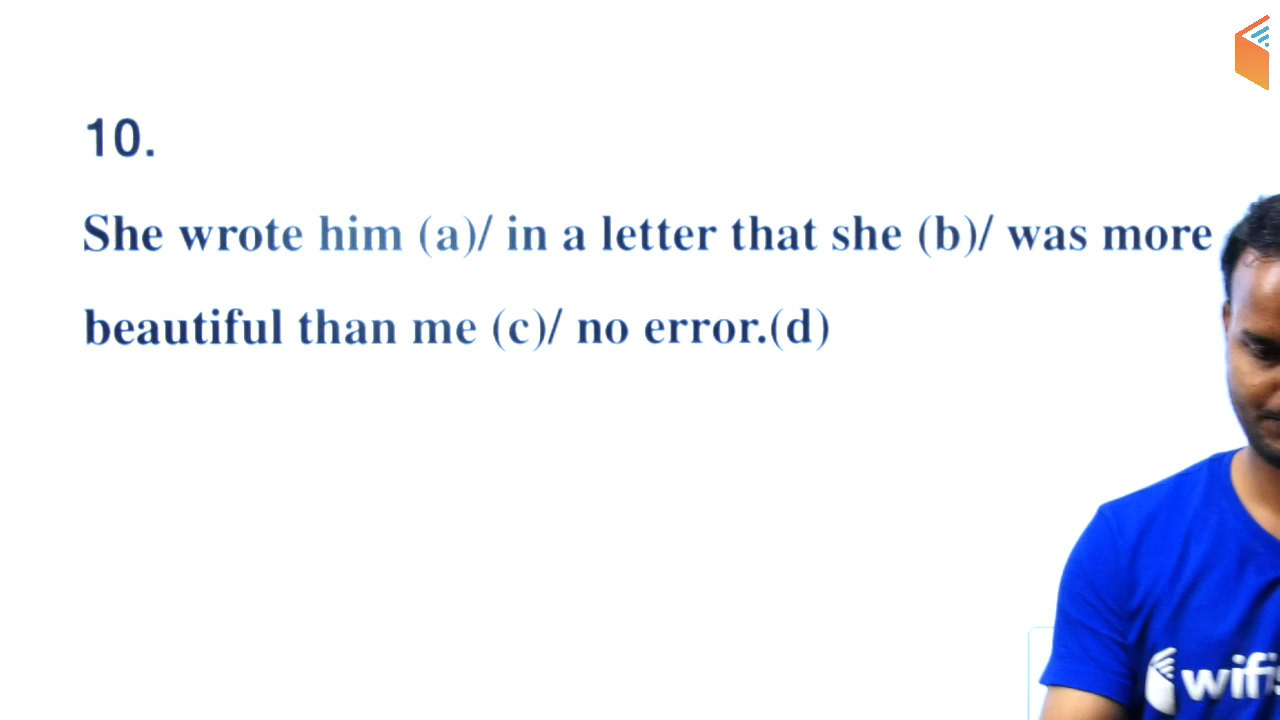 10.
She wrote him (a)/ in a letter that she (b)/ was more
beautiful than me (c)/ no error.(d)